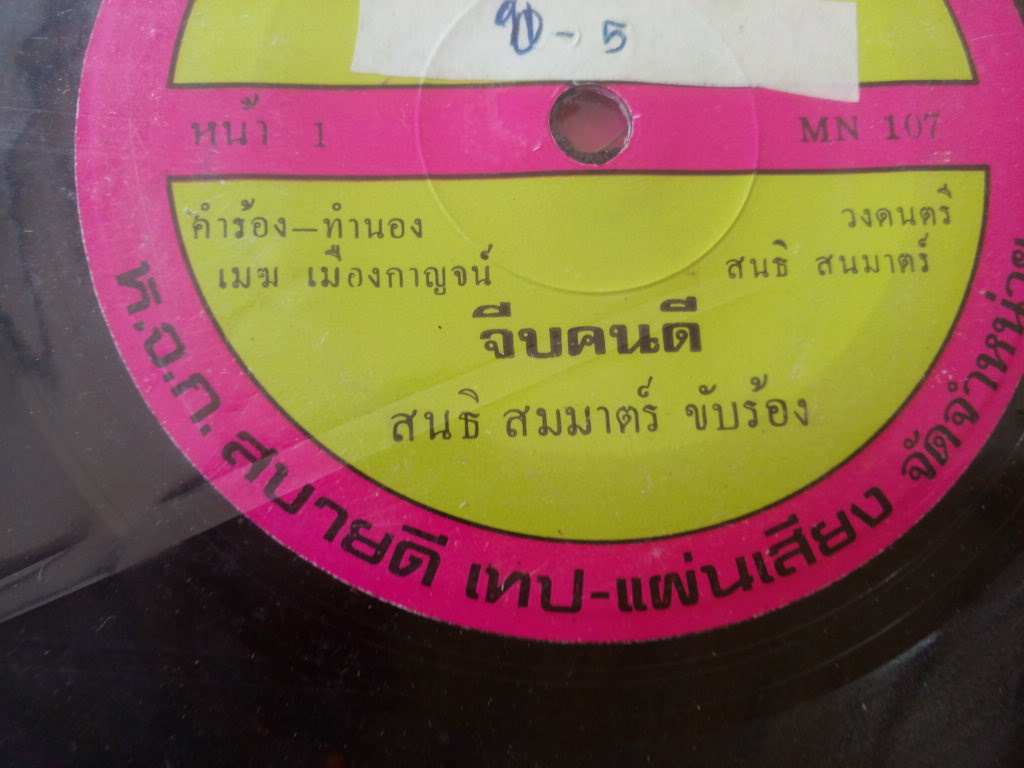 ข - 5
หน้า 1
MN 107
คำร้อง–ทำนอง
เมฆ เมืองกาญจน์
วงดนตรี
สนธิ สนมาตร์
จีบคนดี
สนธิ สมมาตร์ ขับร้อง
ห.จ.ก. สบายดี เทป-แผ่นเสียง จัดจำหน่าย